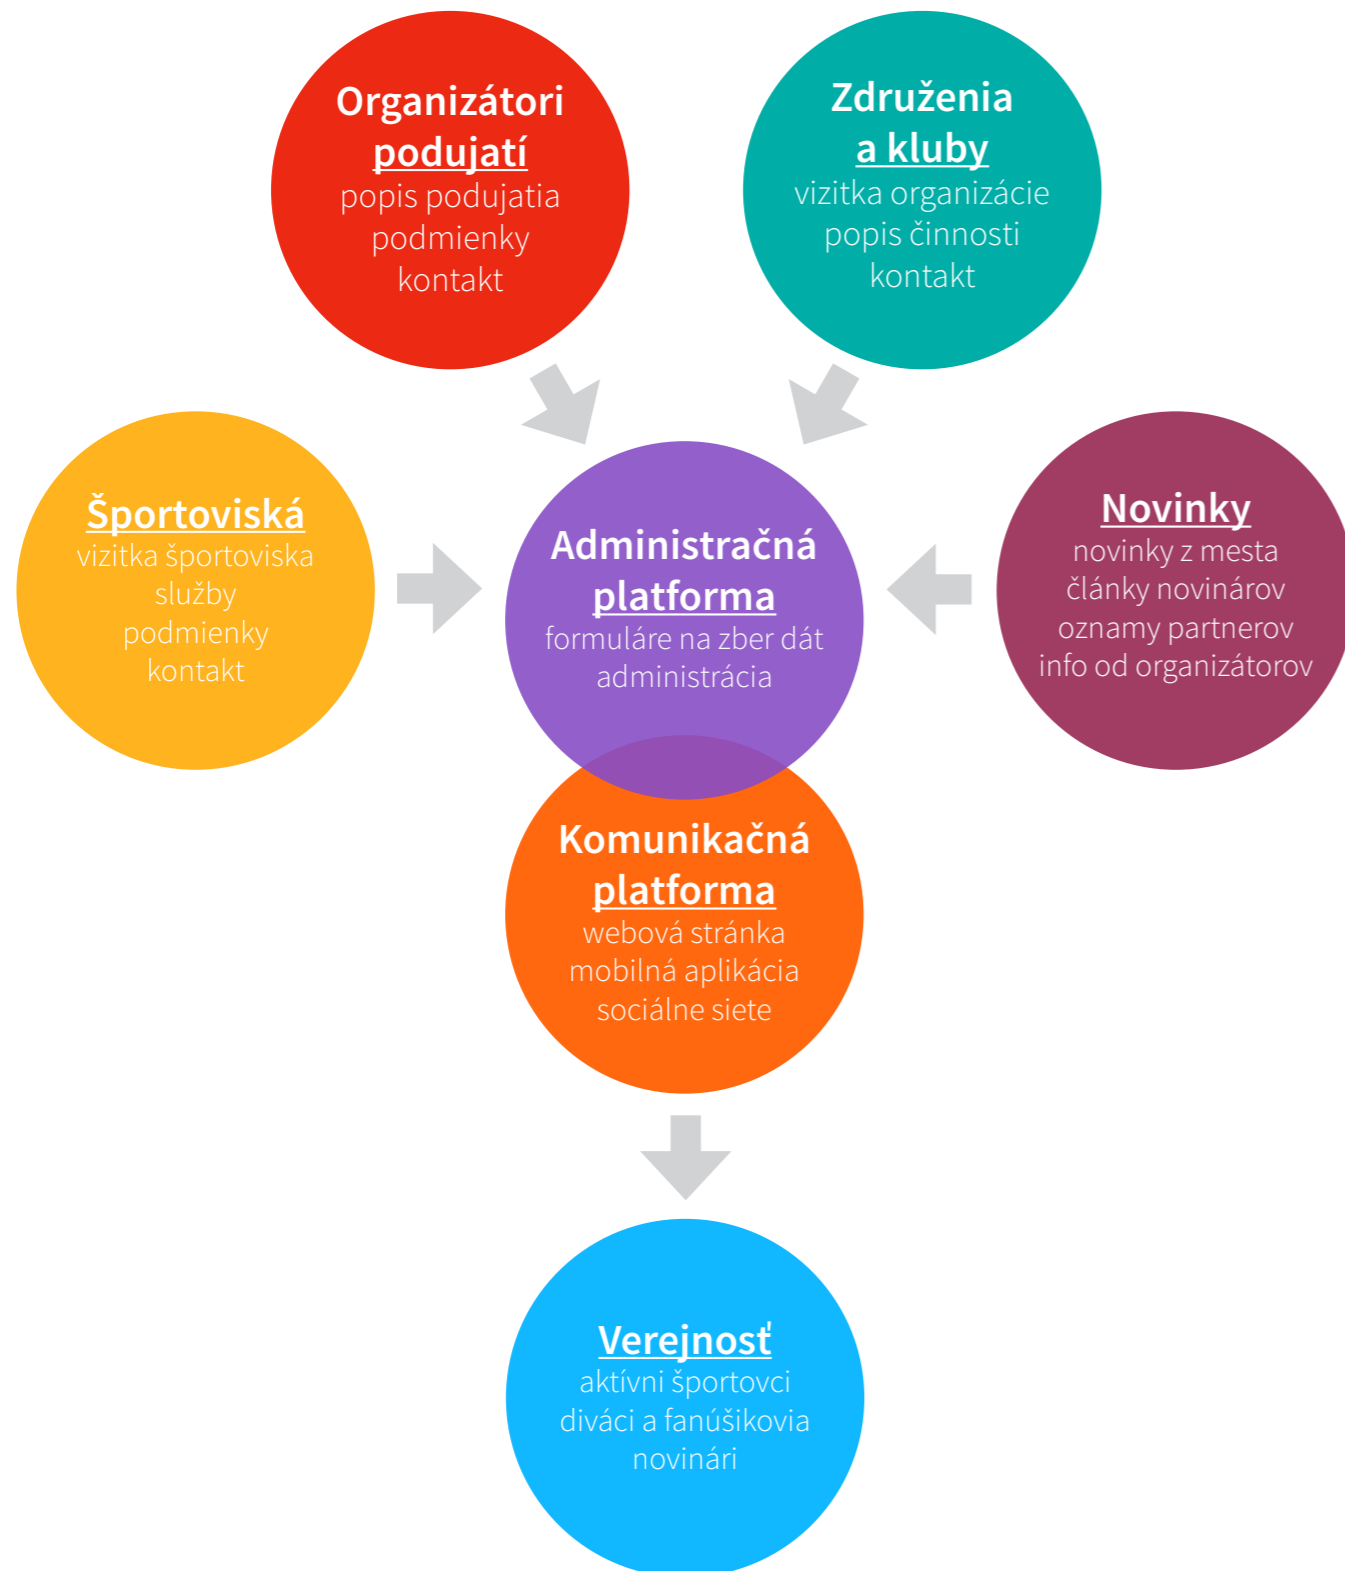 Organizátori
podujatí
popis podujatia
podmienky
kontakt
Združenia
a kluby
vizitka organizácie
popis činnosti
kontakt
Športoviská
vizitka športoviska
služby
podmienky
kontakt
Administračná
platforma
formuláre na zber dát
administrácia
Novinky
novinky z mesta
články novinárov
oznamy partnerov
info od organizátorov
Komunikačná
platforma
webová stránka
mobilná aplikácia
sociálne siete
Verejnosť
aktívni športovci
diváci a fanúšikovia
novinári